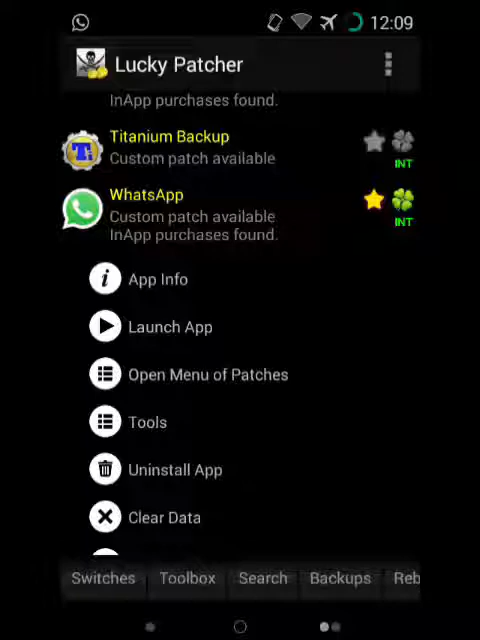 12:09
Lucky Patcher
InApp purchases found.
Titanium Backup
Custom patch available
INT
WhatsApp
Custom patch available
INT
InApp purchases found.
App Info
Launch App
Open Menu of Patches
Tools
Uninstall App
Clear Data
Switches
Toolbox
Search
Backups
Reb